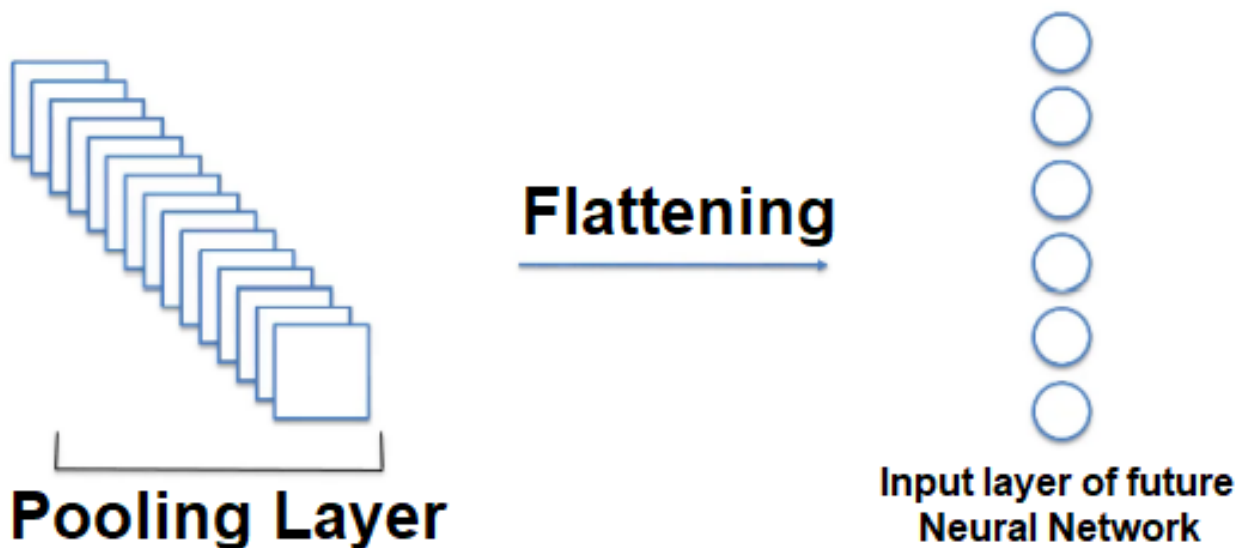 Flattening
Pooling Layer
Input layer of future
Neural Network